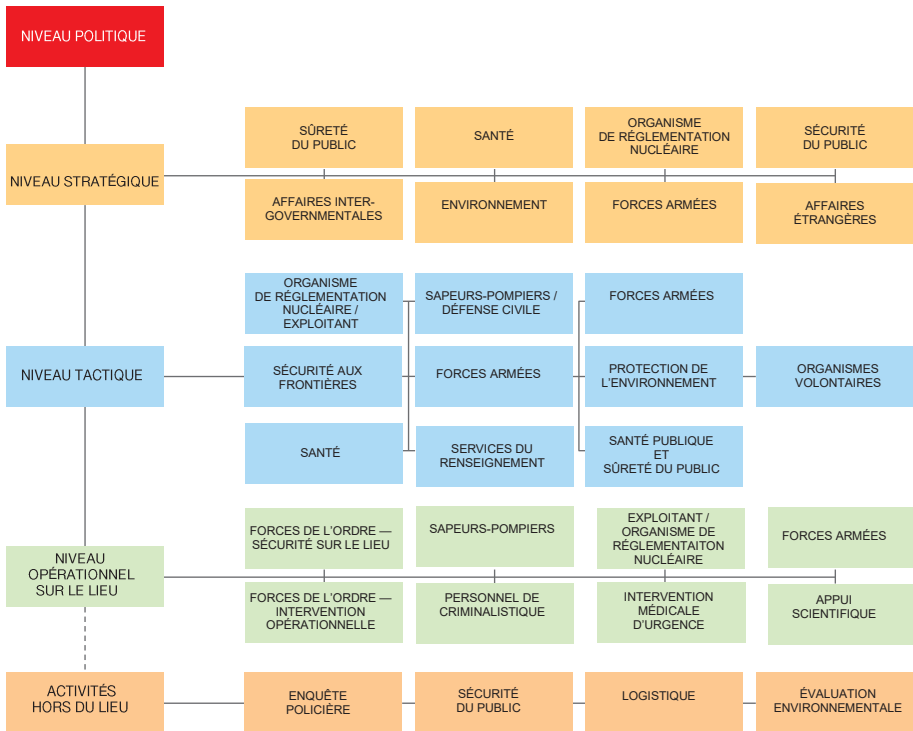 NIVEAU POLITIQUE
NIVEAU STRATÉGIQUE
SÛRETÉ
DU PUBLIC
SANTÉ
ORGANISME
DE RÉGLEMENTATION
NUCLÉAIRE
SÉCURITÉ
DU PUBLIC
AFFAIRES INTER-
GOVERNMENTALES
ENVIRONNEMENT
FORCES ARMÉES
AFFAIRES
ÉTRANGÈRES
NIVEAU TACTIQUE
ORGANISME
DE RÉGLEMENTATION
NUCLÉAIRE /
EXPLOITANT
SAPEURS-POMPIERS /
DÉFENSE CIVILE
FORCES ARMÉES
SÉCURITÉ AUX
FRONTIÈRES
FORCES ARMÉES
PROTECTION DE
L'ENVIRONNEMENT
ORGANISMES
VOLONTAIRES
SANTÉ
SERVICES DU
RENSEIGNEMENT
SANTÉ PUBLIQUE
ET
SÛRETÉ DU PUBLIC
NIVEAU
OPÉRATIONNEL
SUR LE LIEU
FORCES DE L'ORDRE —
SÉCURITÉ SUR LE LIEU
SAPEURS-POMPIERS
EXPLOITANT /
ORGANISME DE
RÉGLEMENTAITON
NUCLÉAIRE
FORCES ARMÉES
FORCES DE L'ORDRE —
INTERVENTION
OPÉRATIONNELLE
PERSONNEL DE
CRIMINALISTIQUE
INTERVENTION
MÉDICALE
D'URGENCE
APPUI
SCIENTIFIQUE
ACTIVITÉS
HORS DU LIEU
ENQUÊTE
POLICIÈRE
SÉCURITÉ
DU PUBLIC
LOGISTIQUE
ÉVALUATION
ENVIRONNEMENTALE